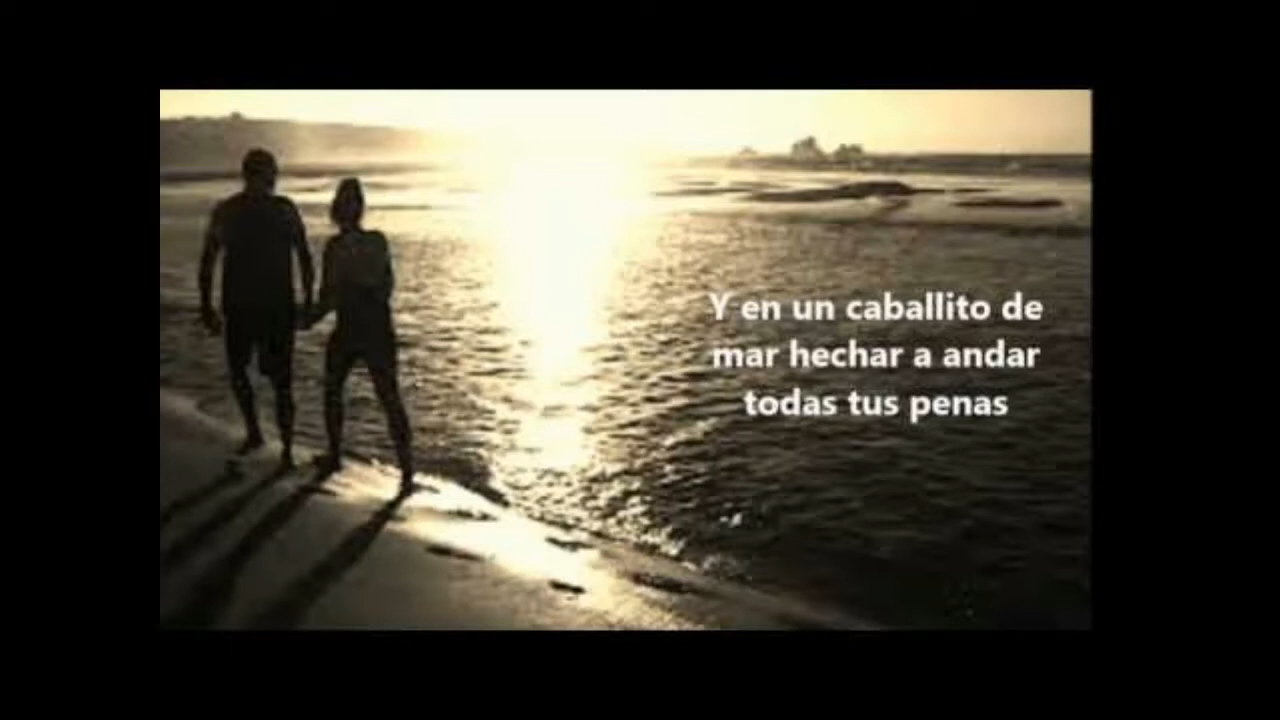 Y en un caballito de
mar hechar a andar
todas tus penas